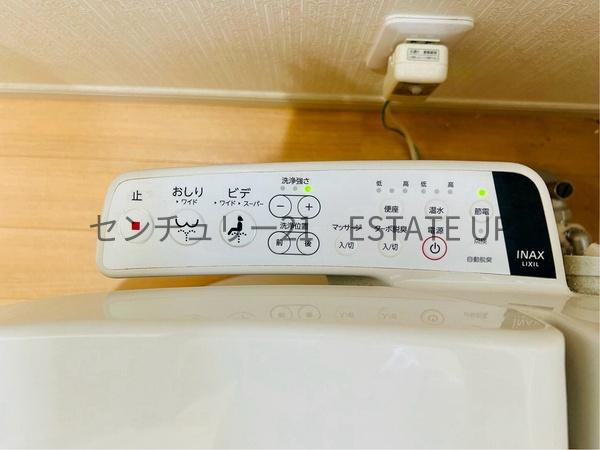 洗浄強さ
低 高 低 高
止 おしり ビデ
・ワイド ・ワイド・スーパー
− +
便座 温水 節電
センチュリー21 ESTATE UP
洗浄位置 マッサージ ターボ脱臭 電源
前 後 入/切 入/切
自動脱臭
INAX
LIXIL